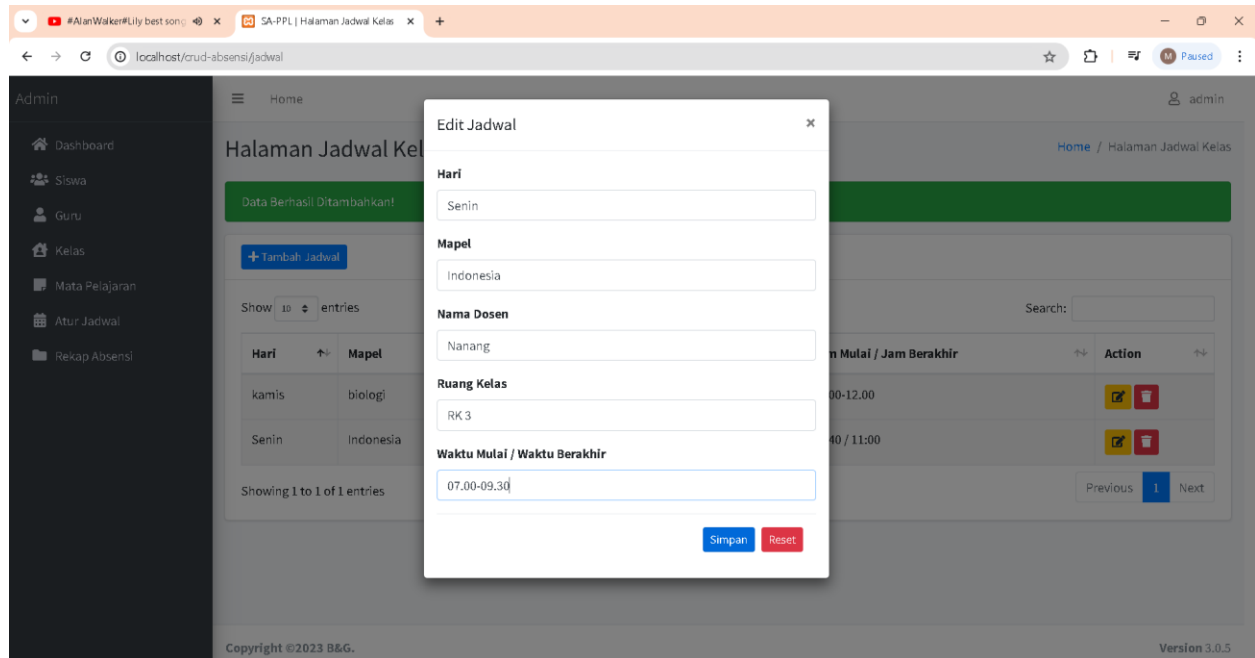 #AlanWalker#Lily best song
SA-PPL | Halaman Jadwal Kelas
localhost/crud-absensi/jadwal
M Paused
Admin
Home
admin
Dashboard
Siswa
Guru
Kelas
Mata Pelajaran
Atur Jadwal
Rekap Absensi
Halaman Jadwal Kel
Home / Halaman Jadwal Kelas
Data Berhasil Ditambahkan!
Tambah Jadwal
Show 10 entries
Search:
Hari Mapel
m Mulai / Jam Berakhir Action
kamis biologi
00-12.00
Senin Indonesia
40 / 11:00
Showing 1 to 1 of 1 entries
Previous 1 Next
Edit Jadwal
Hari
Senin
Mapel
Indonesia
Nama Dosen
Nanang
Ruang Kelas
RK 3
Waktu Mulai / Waktu Berakhir
07.00-09.30
Simpan Reset
Copyright ©2023 B&G.
Version 3.0.5